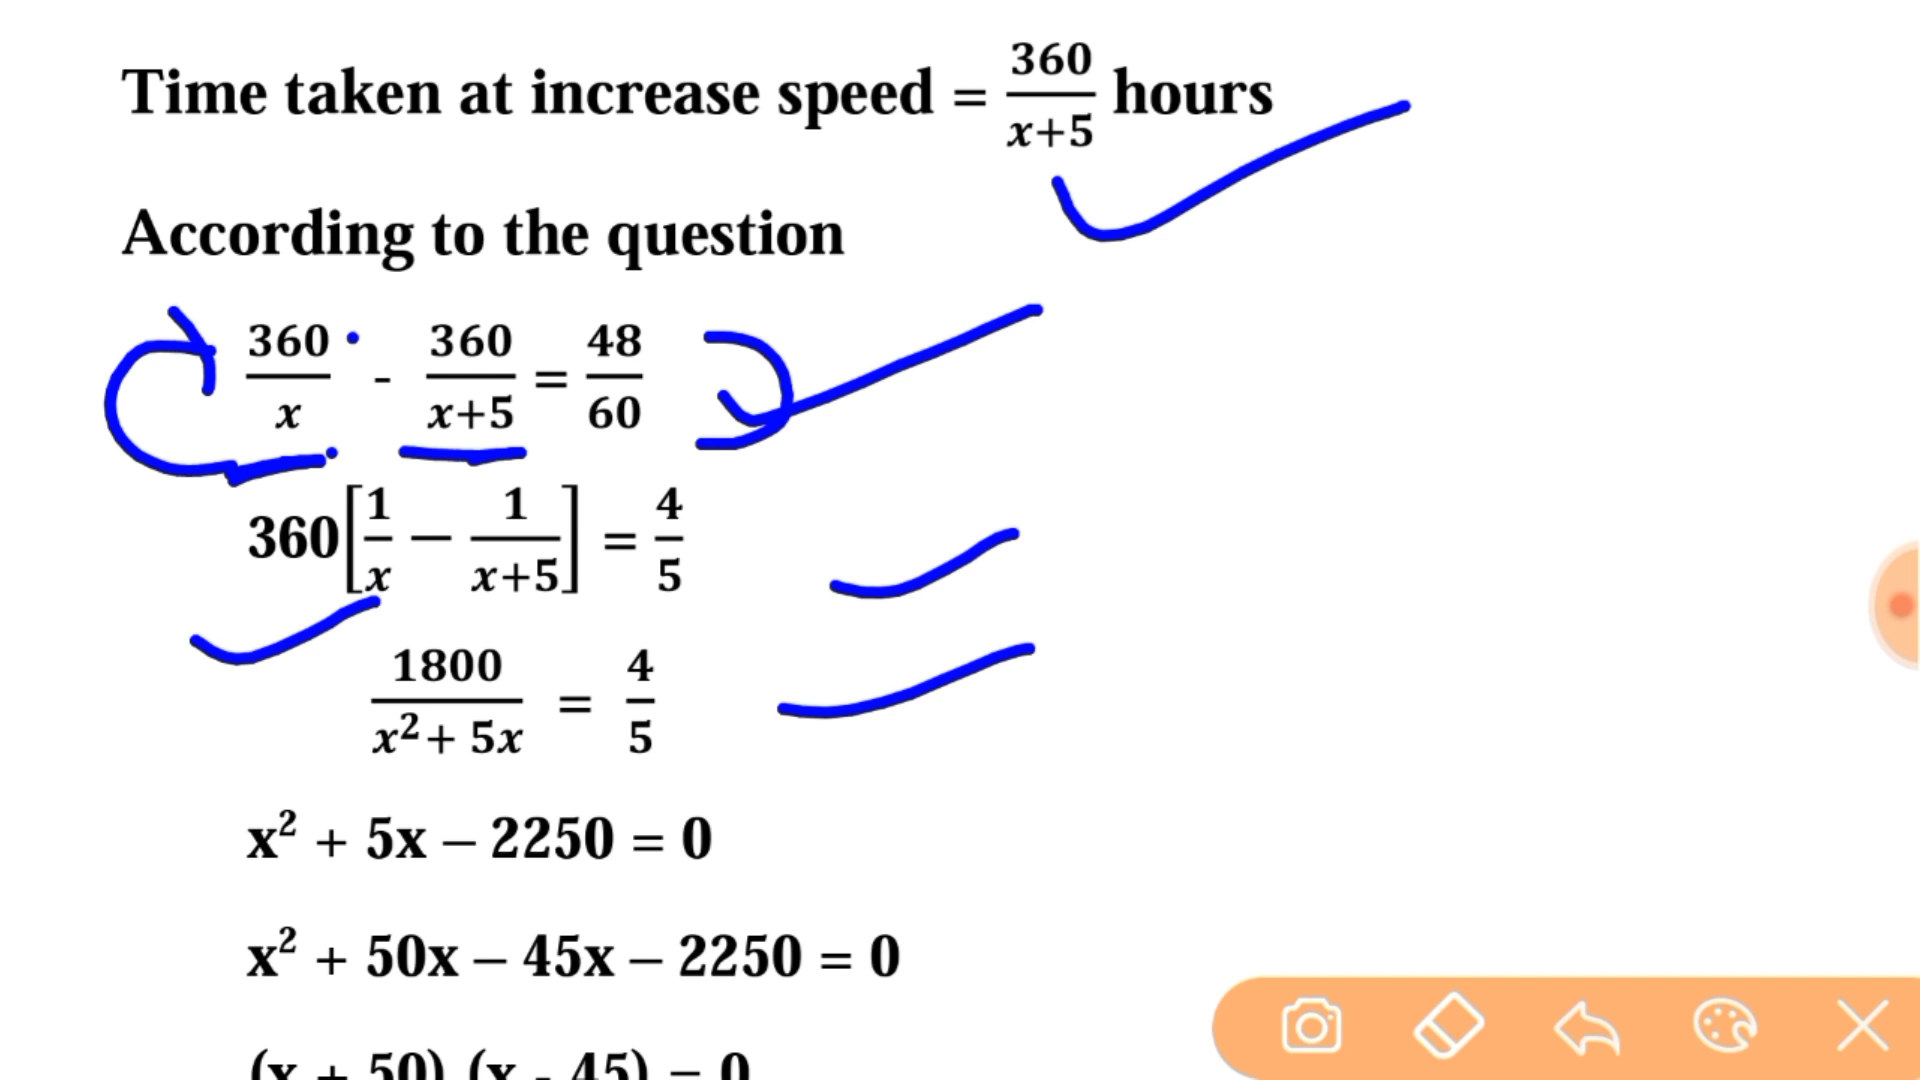 Time taken at increase speed = 360/x+5 hours
According to the question
360/x - 360/x+5 = 48/60
360[1/x − 1/x+5] = 4/5
1800/x²+ 5x = 4/5
x² + 5x – 2250 = 0
x² + 50x – 45x – 2250 = 0
(x + 50) (x - 45) = 0